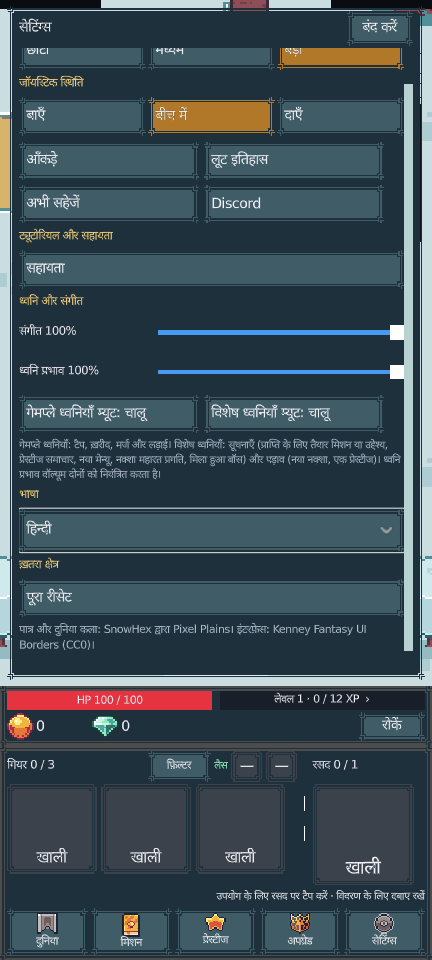 सेटिंग्स
बंद करें
छोटा मध्यम बड़ा
जॉयस्टिक स्थिति
बाएँ बीच में दाएँ
आँकड़े लूट इतिहास
अभी सहेजें Discord
ट्यूटोरियल और सहायता
सहायता
ध्वनि और संगीत
संगीत 100%
ध्वनि प्रभाव 100%
गेमप्ले ध्वनियाँ म्यूट: चालू विशेष ध्वनियाँ म्यूट: चालू
गेमप्ले ध्वनियाँ: टैप, ख़रीद, मर्ज और लड़ाई। विशेष ध्वनियाँ: सूचनाएँ (प्राप्ति के लिए तैयार मिशन या उद्देश्य,
प्रेस्टीज समाचार, नया मेन्यू, नक्शा महारत प्रगति, मिला हुआ बॉस) और पड़ाव (नया नक्शा, एक प्रेस्टीज)। ध्वनि
प्रभाव वॉल्यूम दोनों को नियंत्रित करता है।
भाषा
हिन्दी
ख़तरा क्षेत्र
पूरा रीसेट
पात्र और दुनिया कला: SnowHex द्वारा Pixel Plains। इंटरफ़ेस: Kenney Fantasy UI
Borders (CC0)।
HP 100 / 100 लेवल 1 · 0 / 12 XP ›
0 0 रोकें
गियर 0 / 3 फ़िल्टर लैस — — रसद 0 / 1
खाली खाली खाली खाली
उपयोग के लिए रसद पर टैप करें · विवरण के लिए दबाए रखें
दुनिया मिशन प्रेस्टीज अपग्रेड सेटिंग्स